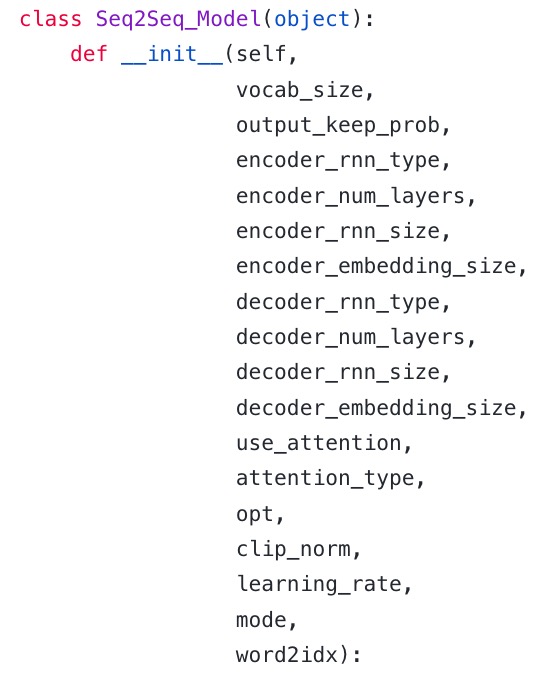 class Seq2Seq_Model(object):
    def __init__(self,
                 vocab_size,
                 output_keep_prob,
                 encoder_rnn_type,
                 encoder_num_layers,
                 encoder_rnn_size,
                 encoder_embedding_size,
                 decoder_rnn_type,
                 decoder_num_layers,
                 decoder_rnn_size,
                 decoder_embedding_size,
                 use_attention,
                 attention_type,
                 opt,
                 clip_norm,
                 learning_rate,
                 mode,
                 word2idx):